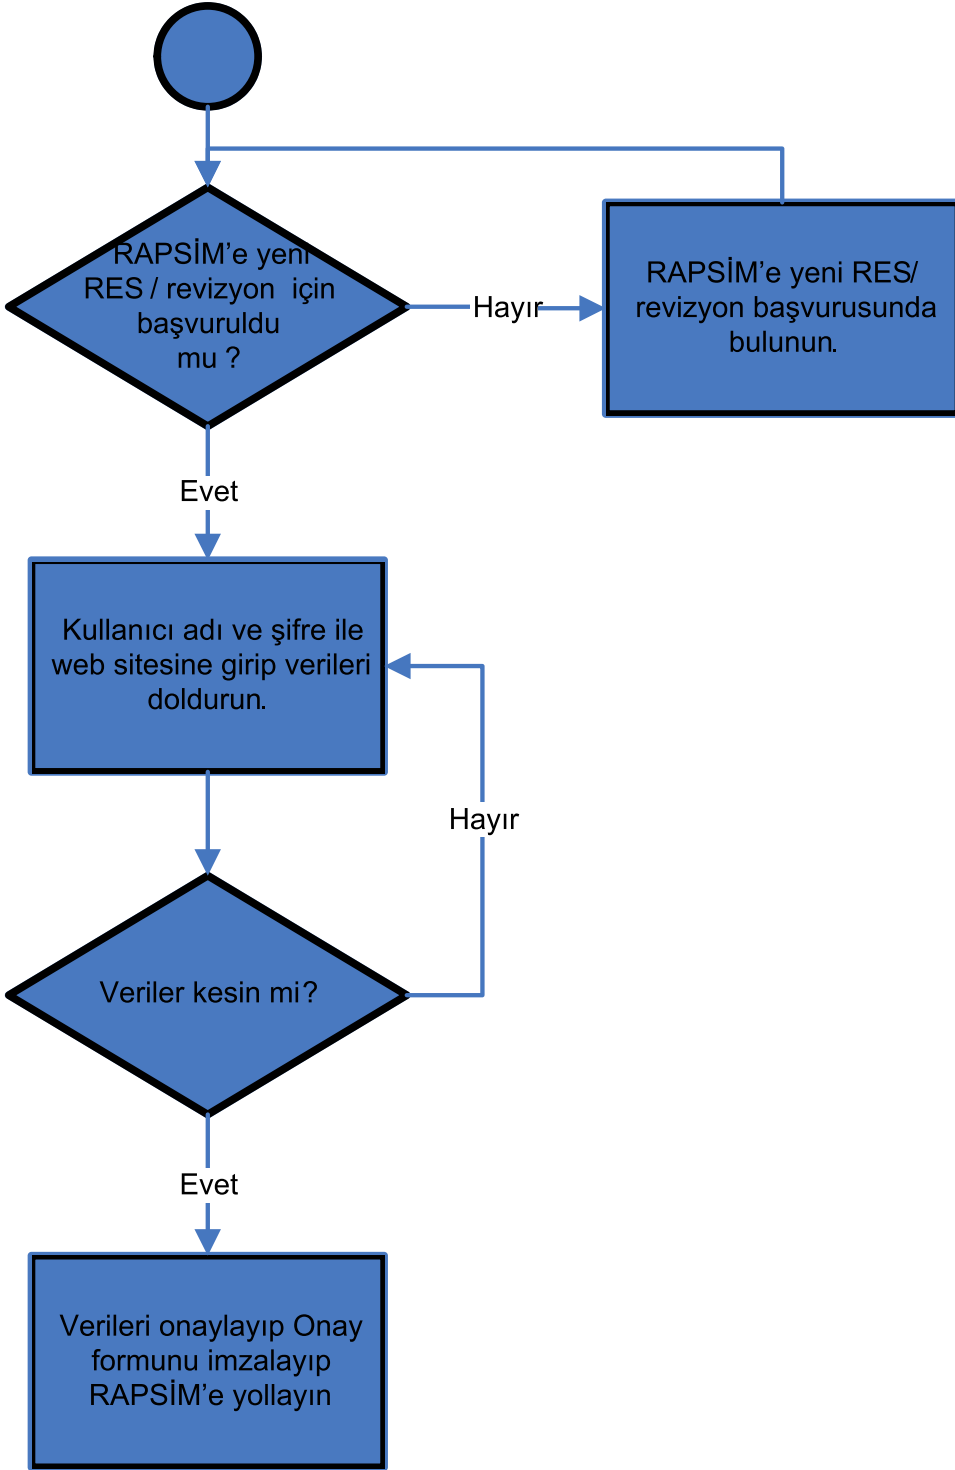 RAPSİM’e yeni
RES / revizyon için
başvuruldu
mu ?
Hayır
RAPSİM’e yeni RES/
revizyon başvurusunda
bulunun.
Evet
Kullanıcı adı ve şifre ile
web sitesine girip verileri
doldurun.
Hayır
Veriler kesin mi?
Evet
Verileri onaylayıp Onay
formunu imzalayıp
RAPSİM’e yollayın